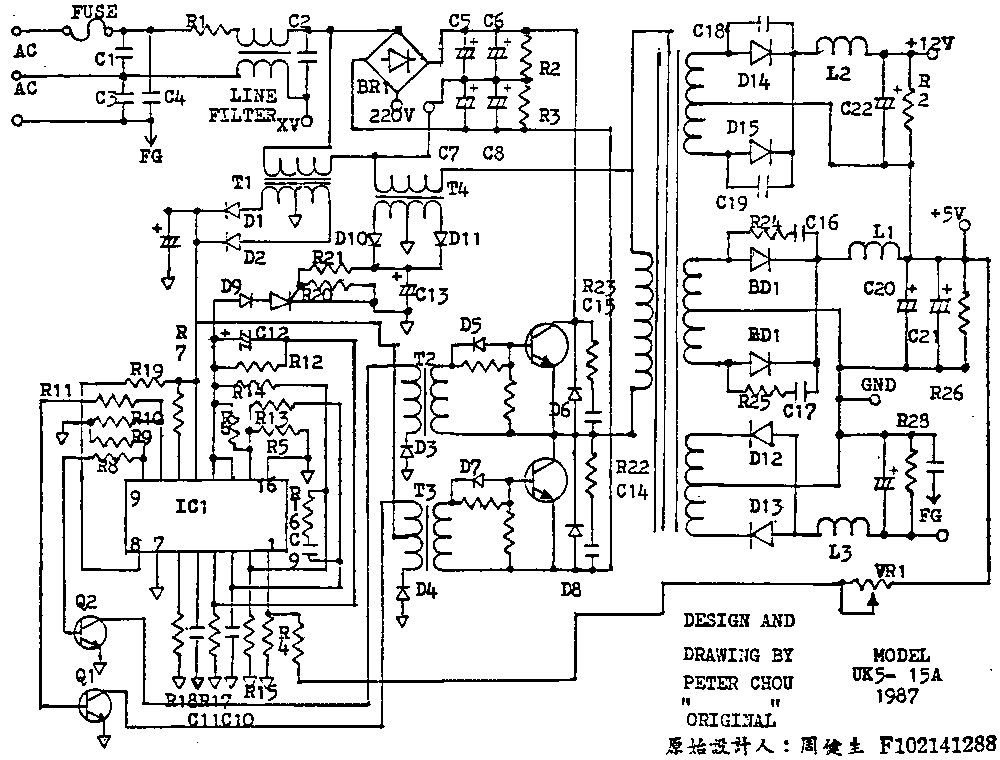 FUSE
R1
C2
C5 C6
C18
+12V
AC
C1
D14
L2
R
2
BR1
R2
AC
C3
C4
LINE
FILTER
XV
220V
R3
C22
D15
FG
C7 C8
T1
T4
C19
D1
D10
D11
R24
C16
+5V
L1
D2
R21
D9
R20
C13
R23
C15
BD1
C20
C21
R
7
C12
D5
R12
T2
BD1
R19
R11
R14
GND
R26
R10
R
3
R13
D6
R25
C17
R9
R5
D3
R28
R8
D7
R22
D12
T3
C14
9
IC1
16
R
1
6
C
9
D13
FG
8
7
1
L3
D4
D8
VR1
Q2
R
4
DESIGN AND
DRAWING BY
MODEL
Q1
PETER CHOU
UK5- 15A
R18
R17
R15
1987
C11
C10
" "
ORIGINAL
原始設計人：周健生 F102141288